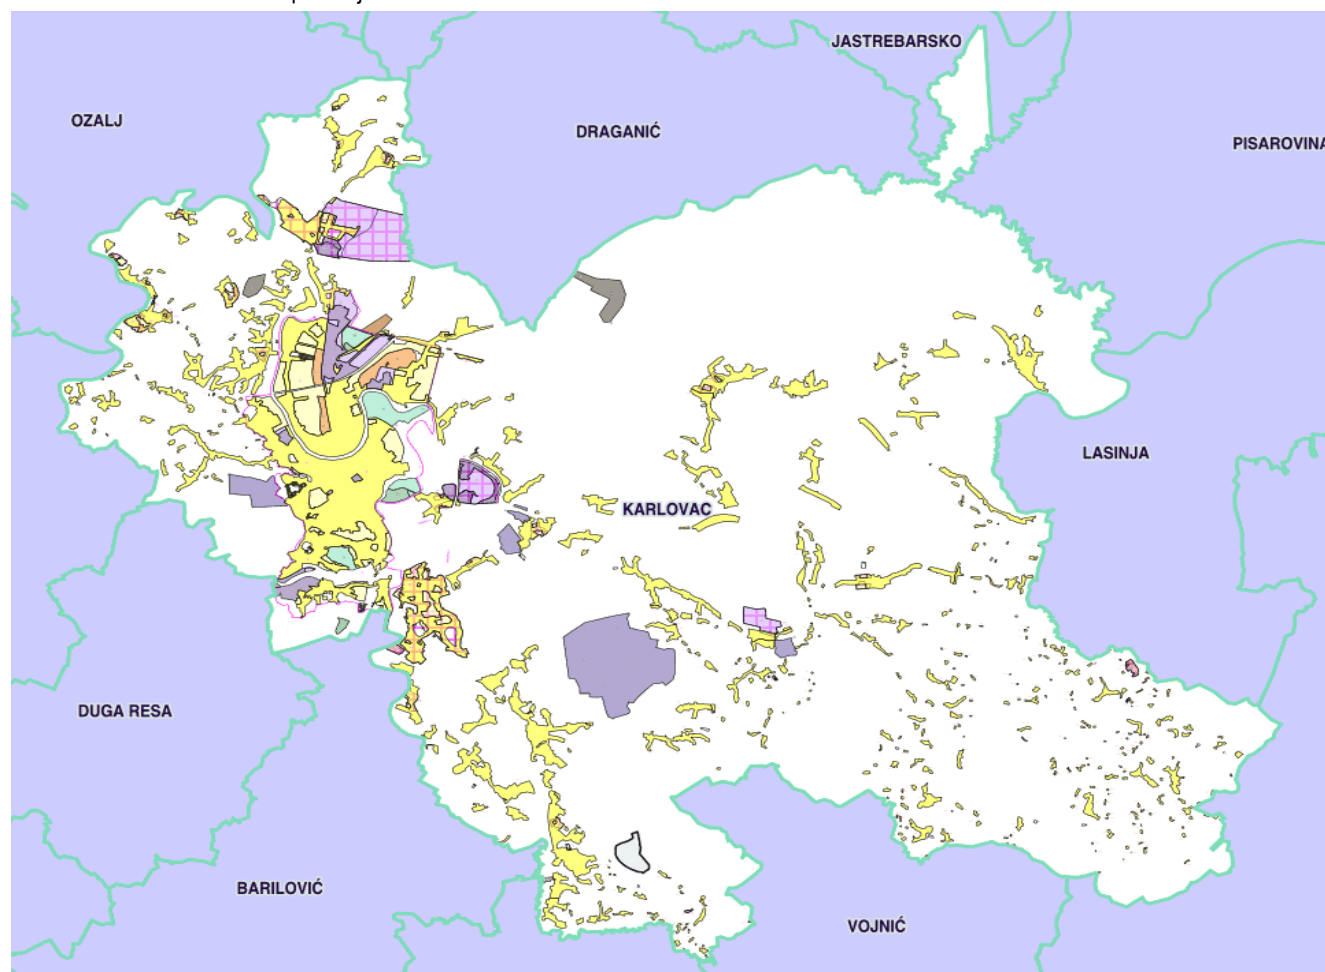 JASTREBARSKO
OZALJ
DRAGANIĆ
PISAROVINA
LASINJA
KARLOVAC
DUGA RESA
BARILOVIĆ
VOJNIĆ